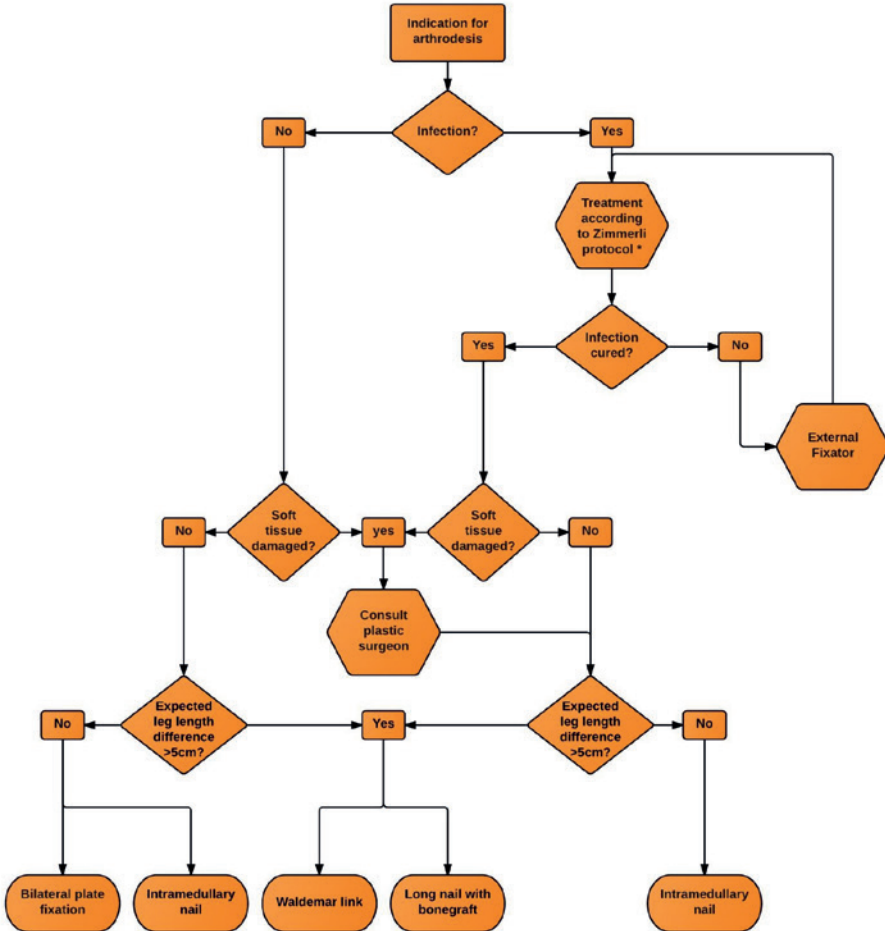 Indication for
arthrodesis
No
Infection?
Yes
Treatment
according
to Zimmerli
protocol *
Yes
Infection
cured?
No
External
Fixator
No
Soft
tissue
damaged?
yes
Soft
tissue
damaged?
No
Consult
plastic
surgeon
No
Expected
leg length
difference
>5cm?
Yes
Expected
leg length
difference
>5cm?
No
Bilateral plate
fixation
Intramedullary
nail
Waldemar link
Long nail with
bonegraft
Intramedullary
nail